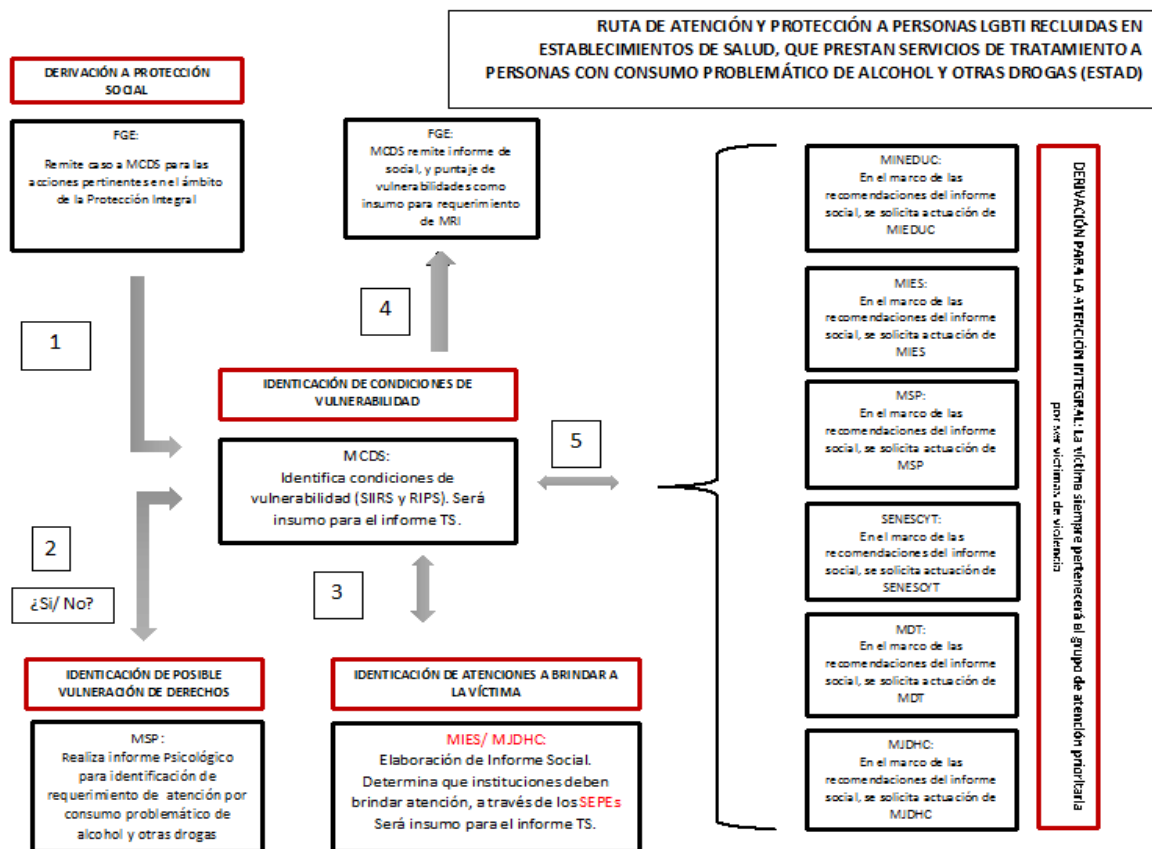 RUTA DE ATENCIÓN Y PROTECCIÓN A PERSONAS LGBTI RECLUIDAS EN
ESTABLECIMIENTOS DE SALUD, QUE PRESTAN SERVICIOS DE TRATAMIENTO A
PERSONAS CON CONSUMO PROBLEMÁTICO DE ALCOHOL Y OTRAS DROGAS (ESTAD)
DERIVACIÓN A PROTECCIÓN
SOCIAL
FGE:
Remite caso a MCDS para las
acciones pertinentes en el ámbito
de la Protección Integral
FGE:
MCDS remite informe de
social, y puntaje de
vulnerabilidades como
insumo para requerimiento
de MRI
1
4
IDENTICACIÓN DE CONDICIONES DE
VULNERABILIDAD
MCDS:
Identifica condiciones de
vulnerabilidad (SIIRS y RIPS). Será
insumo para el informe TS.
5
2
¿Si/ No?
3
IDENTICACIÓN DE POSIBLE
VULNERACIÓN DE DERECHOS
MSP:
Realiza informe Psicológico
para identificación de
requerimiento de atención por
consumo problemático de
alcohol y otras drogas
IDENTICACIÓN DE ATENCIONES A BRINDAR A
LA VÍCTIMA
MIES/ MJDHC:
Elaboración de Informe Social.
Determina que instituciones deben
brindar atención, a través de los SEPEs
Será insumo para el informe TS.
MINEDUC:
En el marco de las
recomendaciones del informe
social, se solicita actuación de
MIEDUC
MIES:
En el marco de las
recomendaciones del informe
social, se solicita actuación de
MIES
MSP:
En el marco de las
recomendaciones del informe
social, se solicita actuación de
MSP
SENESCYT:
En el marco de las
recomendaciones del informe
social, se solicita actuación de
SENESCYT
MDT:
En el marco de las
recomendaciones del informe
social, se solicita actuación de
MDT
MJDHC:
En el marco de las
recomendaciones del informe
social, se solicita actuación de
MJDHC
DERIVACIÓN PARA LA ATENCIÓN INTEGRAL: La víctima siempre pertenecerá al grupo de atención prioritaria
por ser víctimas de violencia